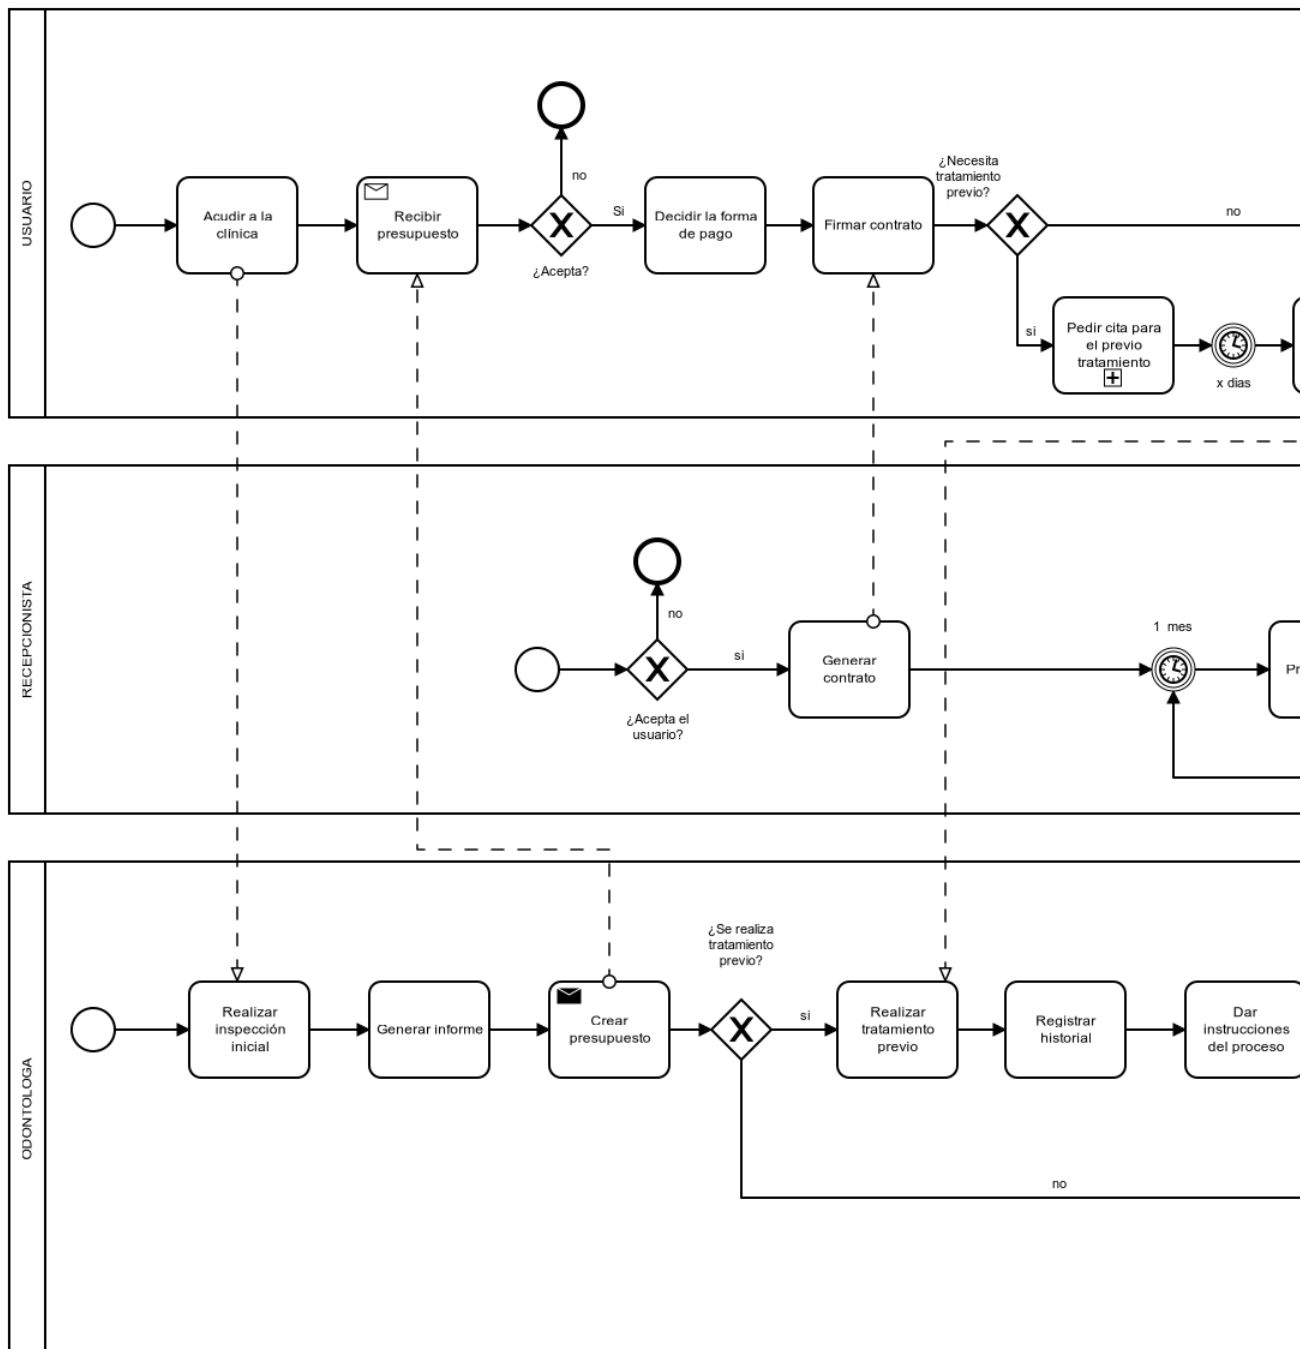 USUARIO
Acudir a la
clínica
Recibir
presupuesto
no
¿Acepta?
Si
Decidir la forma
de pago
Firmar contrato
¿Necesita
tratamiento
previo?
no
si
Pedir cita para
el previo
tratamiento
x dias
RECEPCIONISTA
no
¿Acepta el
usuario?
si
Generar
contrato
1 mes
Pr
ODONTOLOGA
Realizar
inspección
inicial
Generar informe
Crear
presupuesto
¿Se realiza
tratamiento
previo?
si
Realizar
tratamiento
previo
Registrar
historial
Dar
instrucciones
del proceso
no